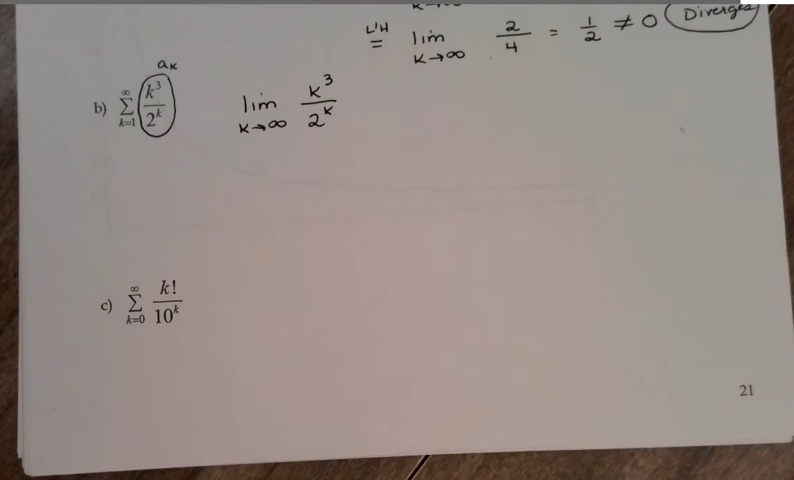 L'H = lim k→∞ 2/4 = 1/2 ≠ 0 Diverges
a_k
b) ∑_{k=1}^{∞} k³/2^k lim k→∞ k³/2^k
c) ∑_{k=0}^{∞} k!/10^k
21